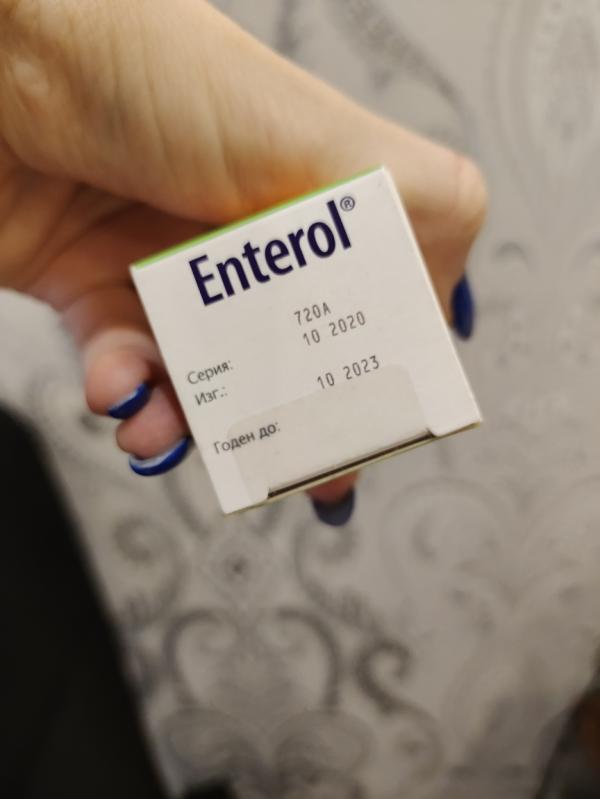 Enterol®
Серия: 720A
Изг.: 10 2020
Годен до: 10 2023